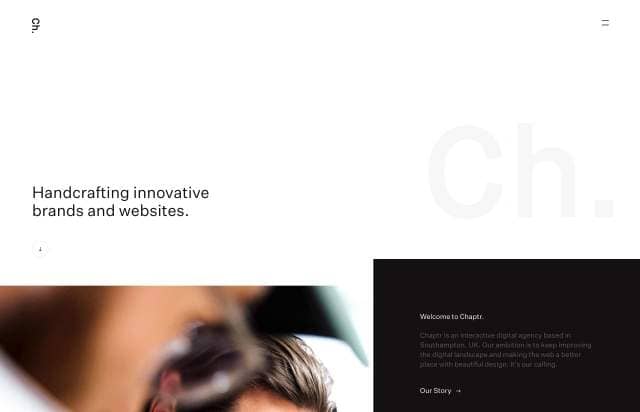 Ch.
Ch.
Handcrafting innovative
brands and websites.
↓
Welcome to Chaptr.
Chaptr is an interactive digital agency based in
Southampton, UK. Our ambition is to keep improving
the digital landscape and making the web a better
place with beautiful design. It's our calling.
Our Story →